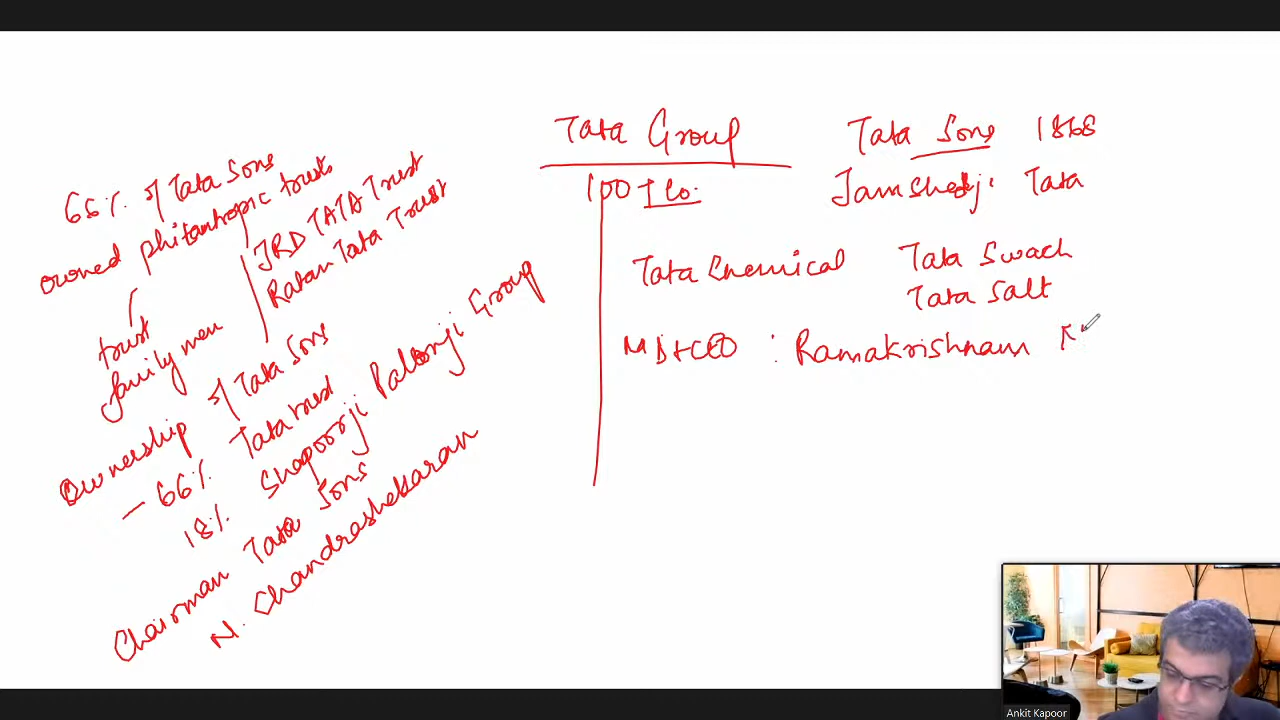 Tata Group
100 + Co.
Tata Sons 1868
Jamshedji Tata
Tata Chemical
Tata Swach
Tata Salt
MD+CEO : Ramakrishnam
66% of Tata Sons
owned philantropic trusts
JRD TATA Trust
Ratan Tata Trust
trust
family men
Ownership of Tata Sons
- 66% Tata trust
18% Shapoorji Pallonji Group
Chairman Tata Sons
N. Chandrashekaran
Ankit Kapoor